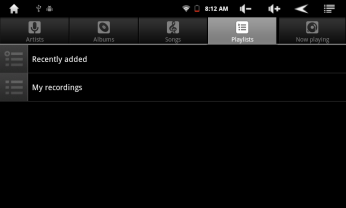 8:12 AM
Artists Albums Songs Playlists Now playing
Recently added
My recordings